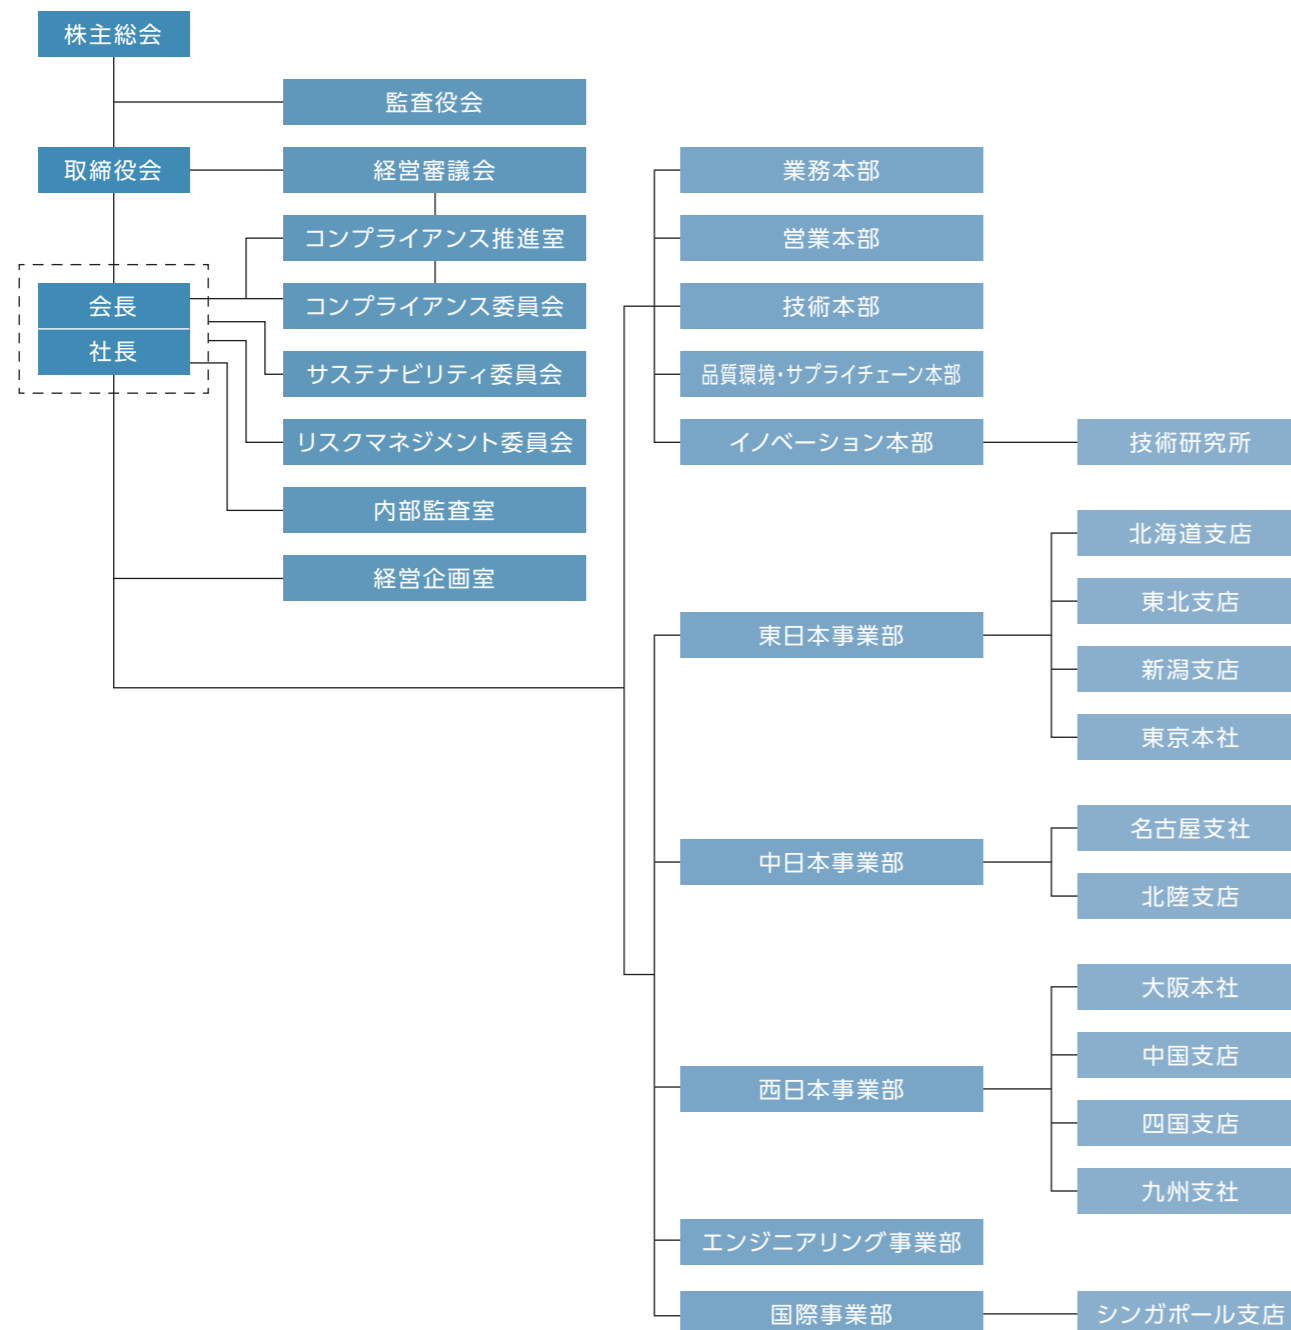 株主総会
監査役会
取締役会
経営審議会
コンプライアンス推進室
会長
コンプライアンス委員会
社長
サステナビリティ委員会
リスクマネジメント委員会
内部監査室
経営企画室
業務本部
営業本部
技術本部
品質環境・サプライチェーン本部
イノベーション本部
技術研究所
東日本事業部
北海道支店
東北支店
新潟支店
東京本社
中日本事業部
名古屋支社
北陸支店
西日本事業部
大阪本社
中国支店
四国支店
九州支社
エンジニアリング事業部
国際事業部
シンガポール支店